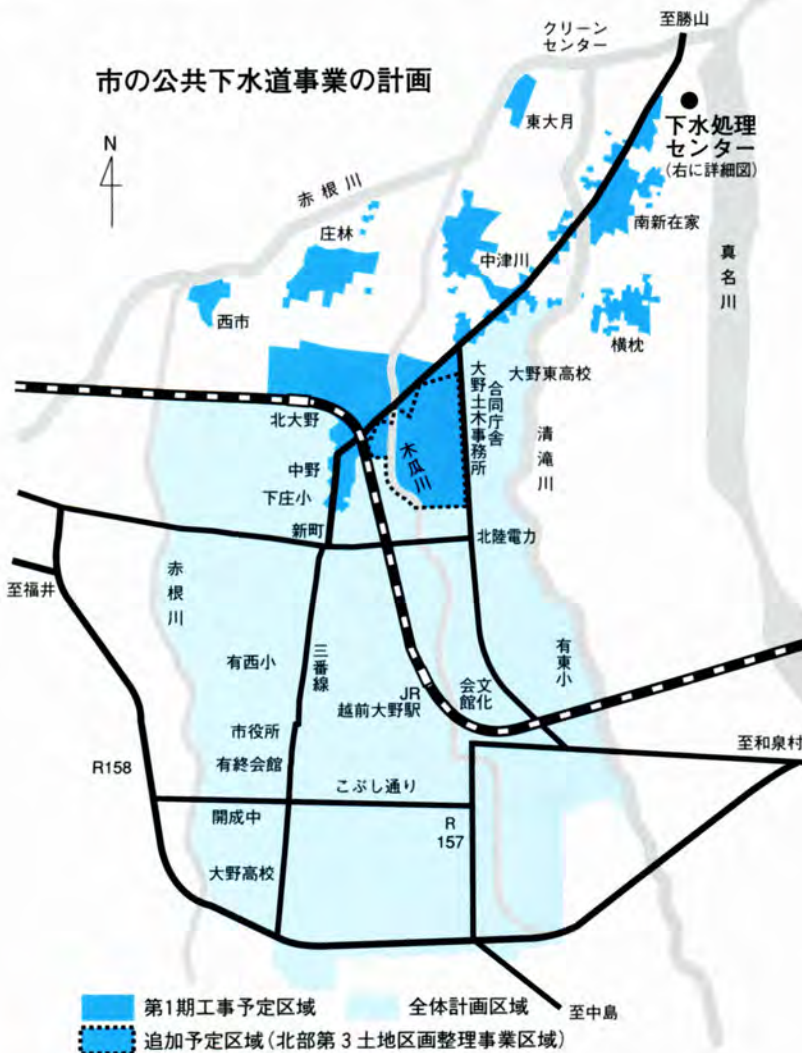 市の公共下水道事業の計画
N
至勝山
クリーン
センター
東大月
下水処理
センター
(右に詳細図)
赤根川
庄林
中津川
南新在家
真名川
西市
横枕
大野東高校
合同庁舎
大野土木事務所
清滝川
木瓜川
北大野
中野
下庄小
新町
北陸電力
至福井
赤根川
有西小
三番線
JR
越前大野駅
文化
会館
有東小
市役所
有終会館
至和泉村
R158
こぶし通り
開成中
R
157
大野高校
至中島
第1期工事予定区域
全体計画区域
追加予定区域(北部第3土地区画整理事業区域)